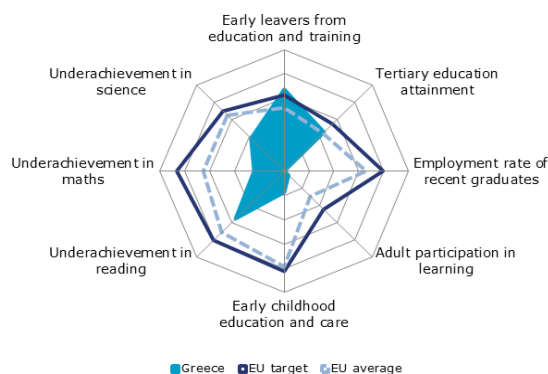 Early leavers from
education and training
Underachievement in
science
Tertiary education
attainment
Underachievement in
maths
Employment rate of
recent graduates
Underachievement in
reading
Adult participation in
learning
Early childhood
education and care
Greece EU target EU average